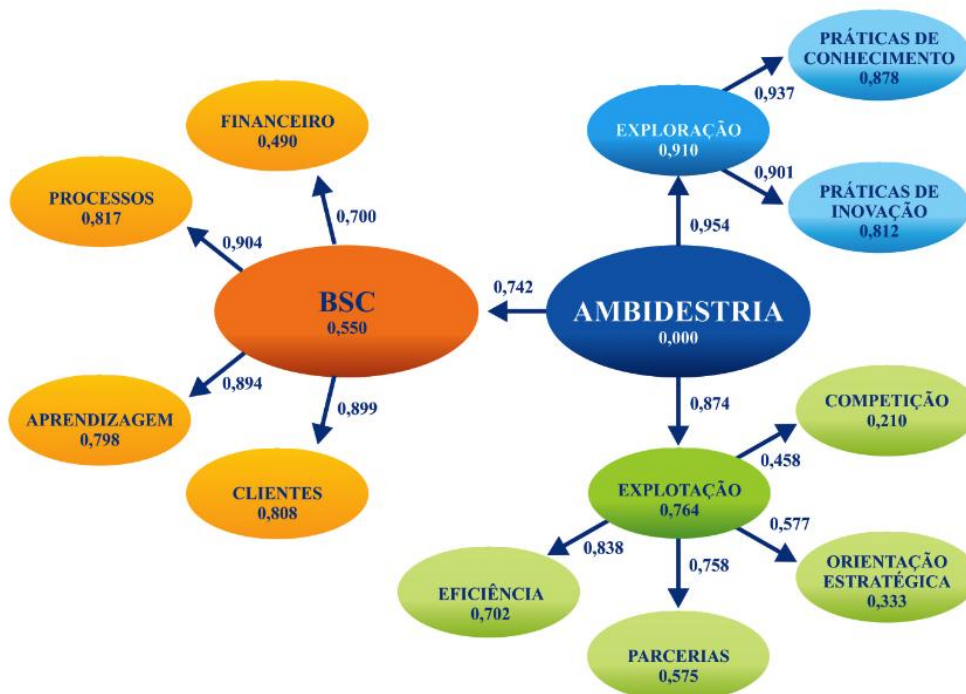 PRÁTICAS DE
CONHECIMENTO
0,878
0,937
EXPLORAÇÃO
0,910
0,901
PRÁTICAS DE
INOVAÇÃO
0,812
0,954
FINANCEIRO
0,490
PROCESSOS
0,817
0,700
0,904
BSC
0,550
0,742
AMBIDESTRIA
0,000
0,894
0,899
APRENDIZAGEM
0,798
CLIENTES
0,808
0,874
COMPETIÇÃO
0,210
0,458
EXPLOTAÇÃO
0,764
0,577
0,838
0,758
ORIENTAÇÃO
ESTRATÉGICA
0,333
EFICIÊNCIA
0,702
PARCERIAS
0,575